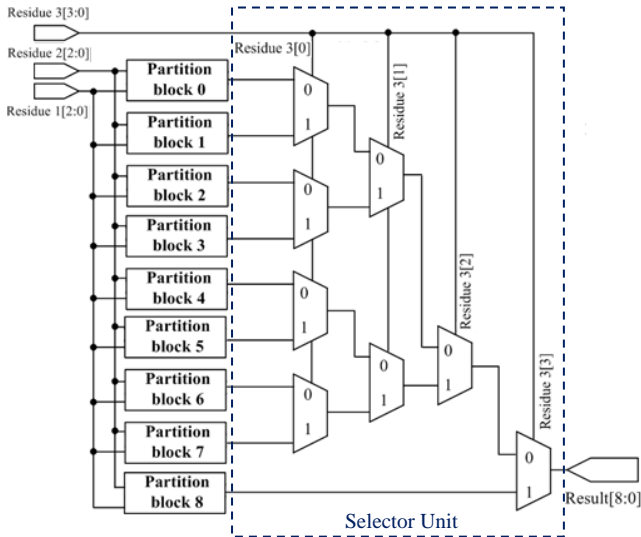 Residue 3[3:0]
Residue 2[2:0]
Residue 1[2:0]
Residue 3[0]
Residue 3[1]
Residue 3[2]
Residue 3[3]
Partition
block 0
Partition
block 1
Partition
block 2
Partition
block 3
Partition
block 4
Partition
block 5
Partition
block 6
Partition
block 7
Partition
block 8
0
1
0
1
0
1
0
1
0
1
0
1
0
1
0
1
Result[8:0]
Selector Unit